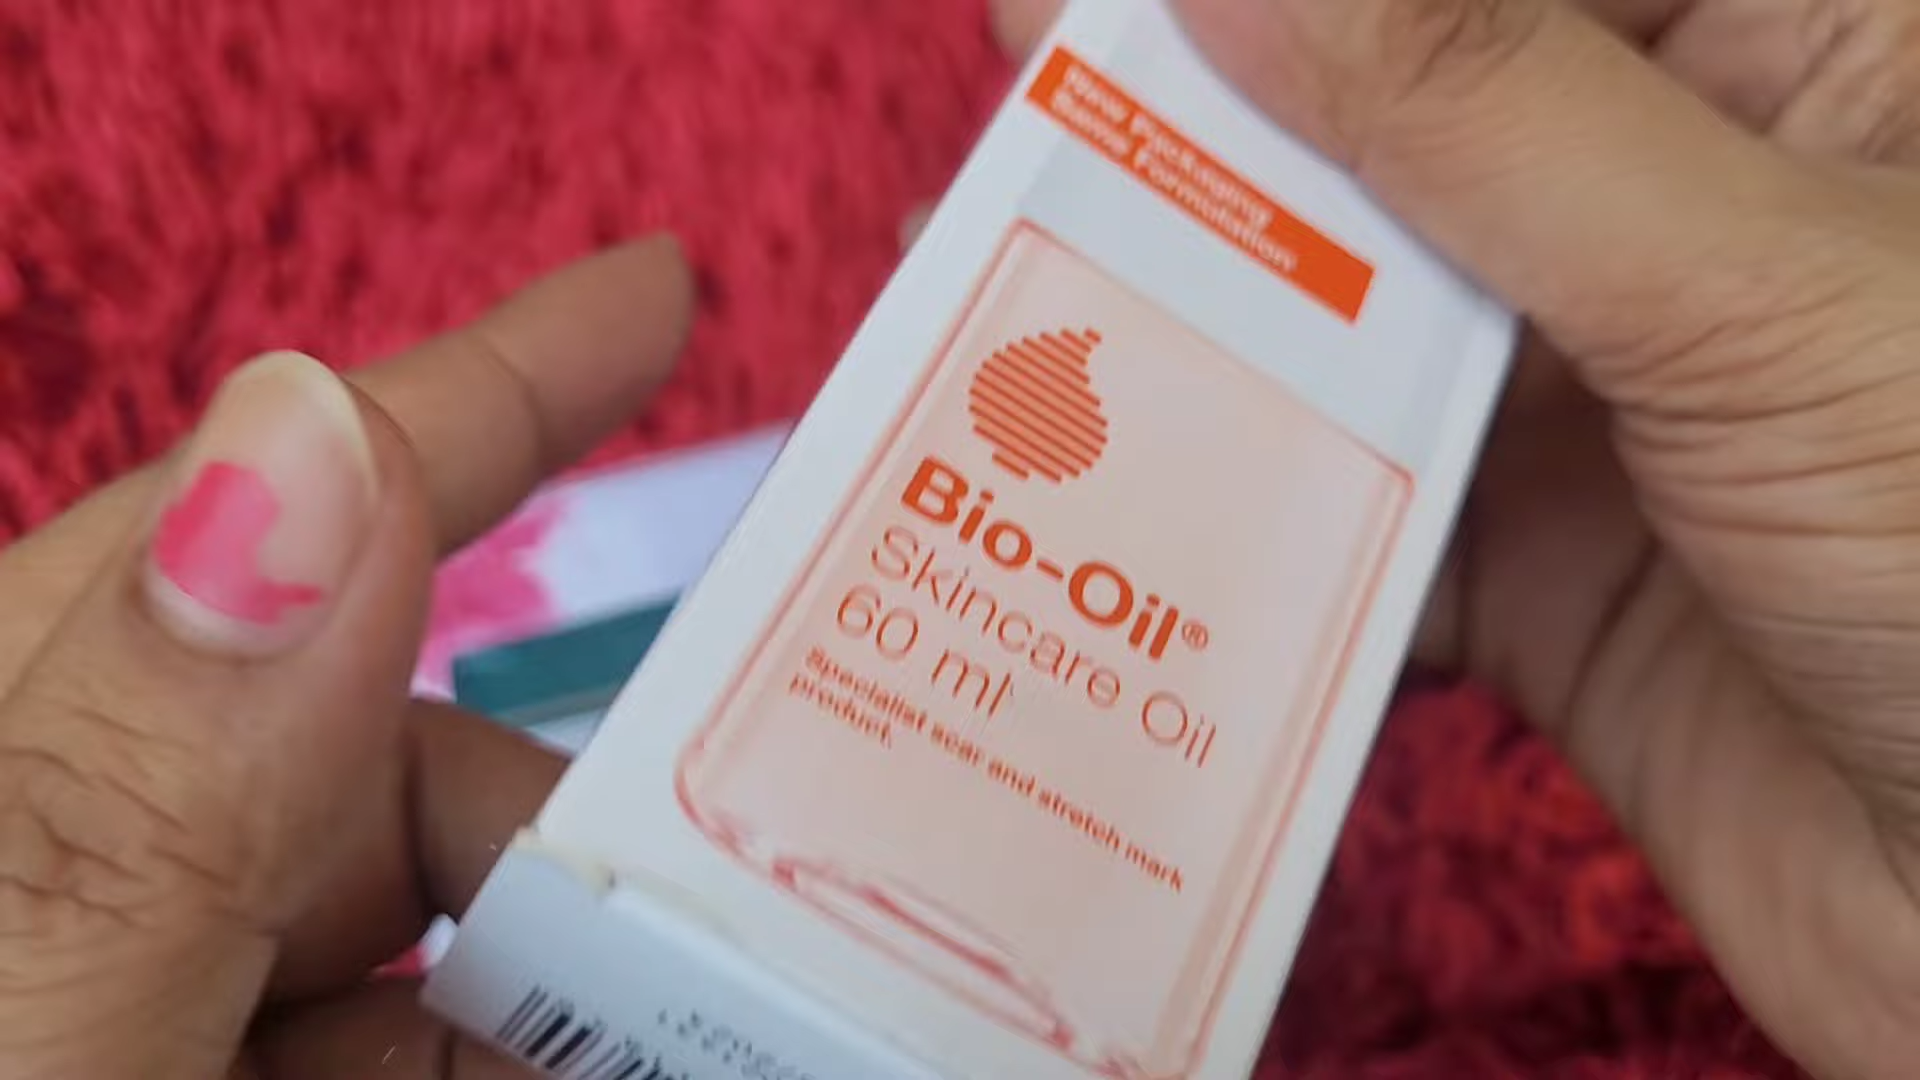 New Packaging
Same Formulation
Bio-Oil®
Skincare Oil
60 ml
Specialist scar and stretch mark
product.